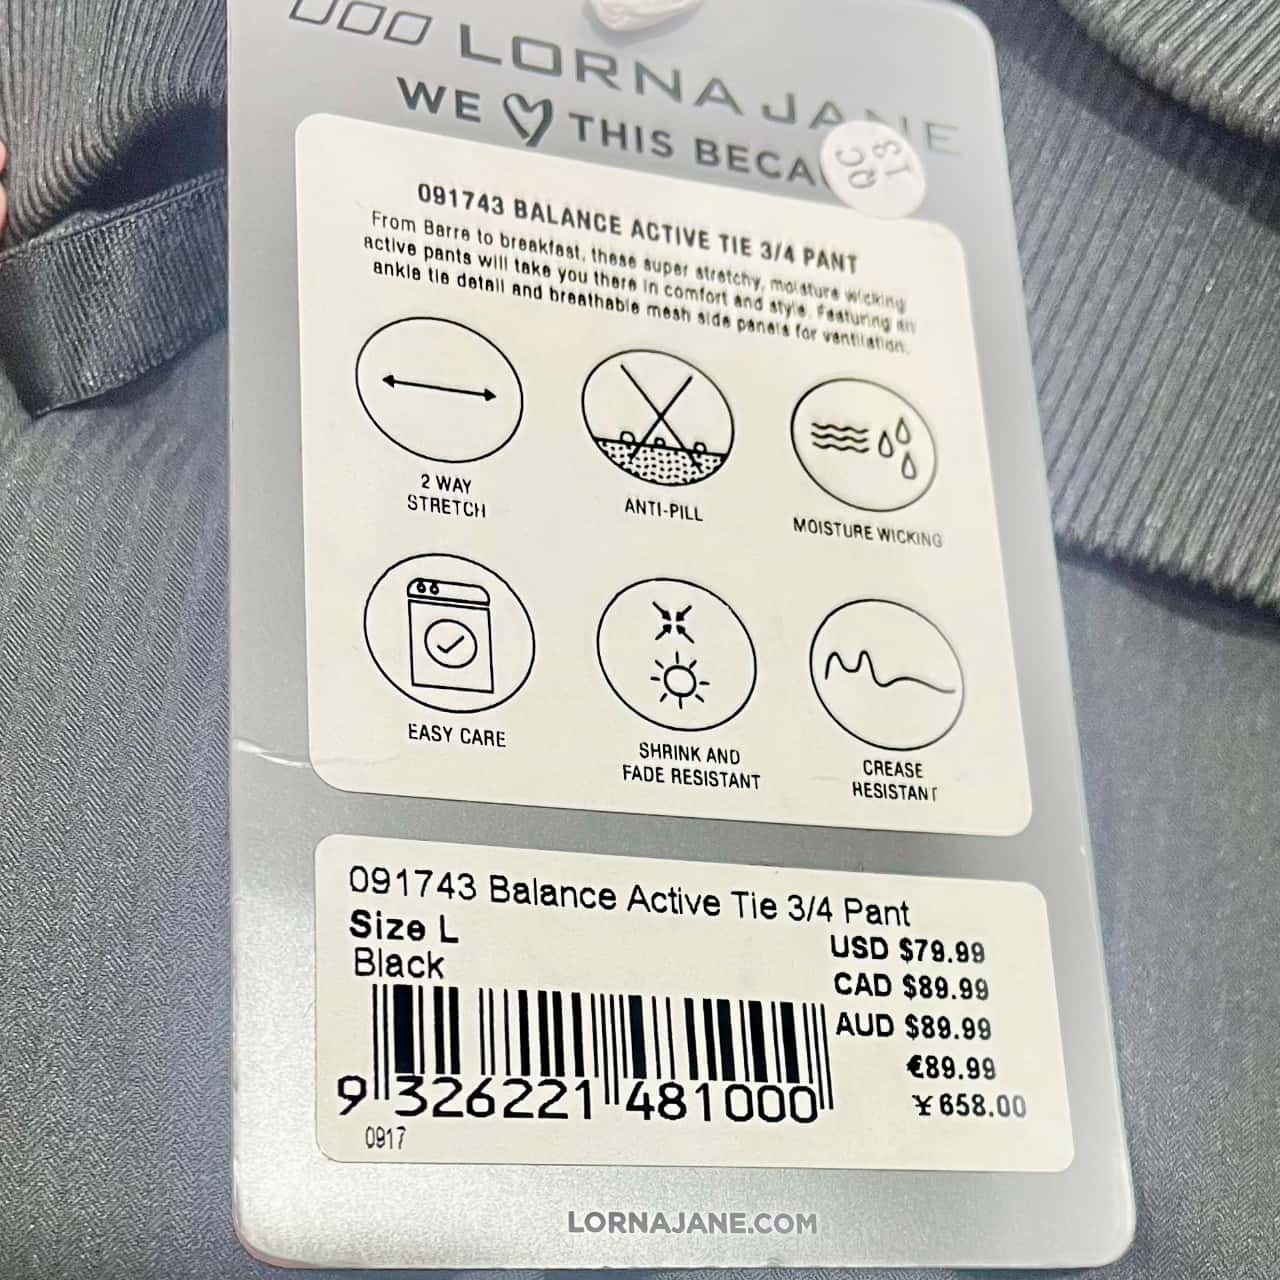 LORNA JANE
WE THIS BECA
QC 13
091743 BALANCE ACTIVE TIE 3/4 PANT
From Barre to breakfast, these super stretchy, moisture wicking
active pants will take you there in comfort and style. Featuring an
ankle tie detail and breathable mesh side panels for ventilation.
2 WAY
STRETCH
ANTI-PILL
MOISTURE WICKING
EASY CARE
SHRINK AND
FADE RESISTANT
CREASE
RESISTANT
091743 Balance Active Tie 3/4 Pant
Size L
Black
USD $79.99
CAD $89.99
AUD $89.99
€89.99
¥658.00
9 326221 481000
0917
LORNAJANE.COM